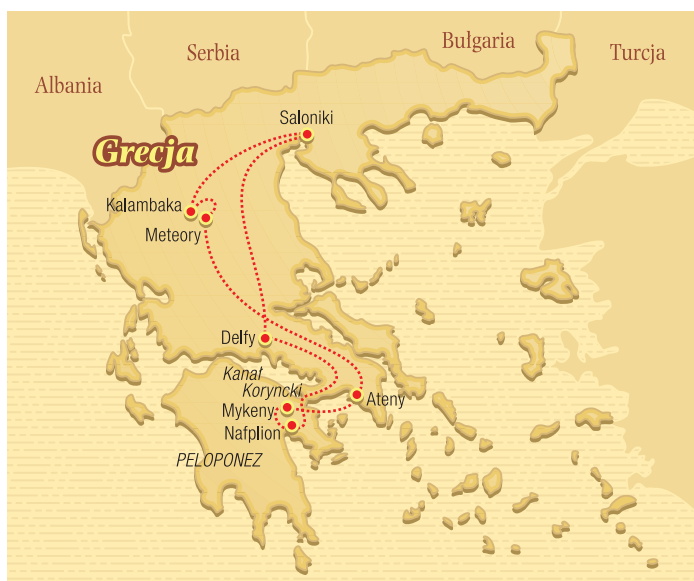 Bułgaria
Serbia
Turcja
Albania
Saloniki
Grecja
Kalambaka
Meteory
Delfy
Kanał
Koryncki
Ateny
Mykeny
Nafplion
PELOPONEZ